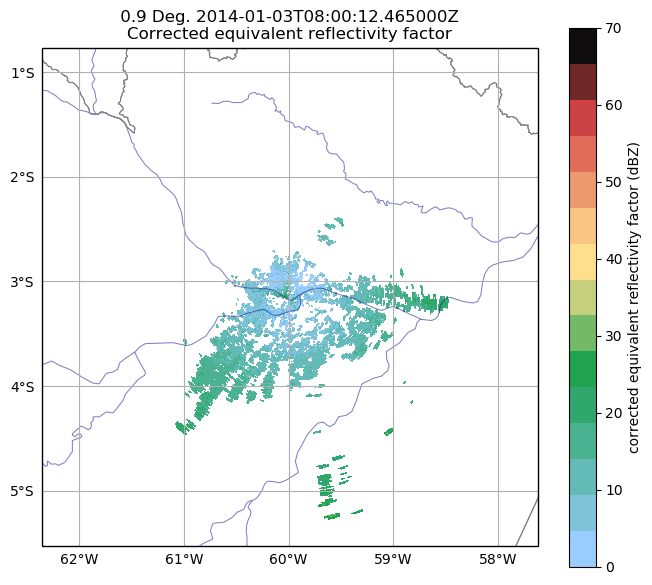 0.9 Deg. 2014-01-03T08:00:12.465000Z
Corrected equivalent reflectivity factor
1°S
2°S
3°S
4°S
5°S
62°W 61°W 60°W 59°W 58°W
70
60
50
40
30
20
10
0
corrected equivalent reflectivity factor (dBZ)